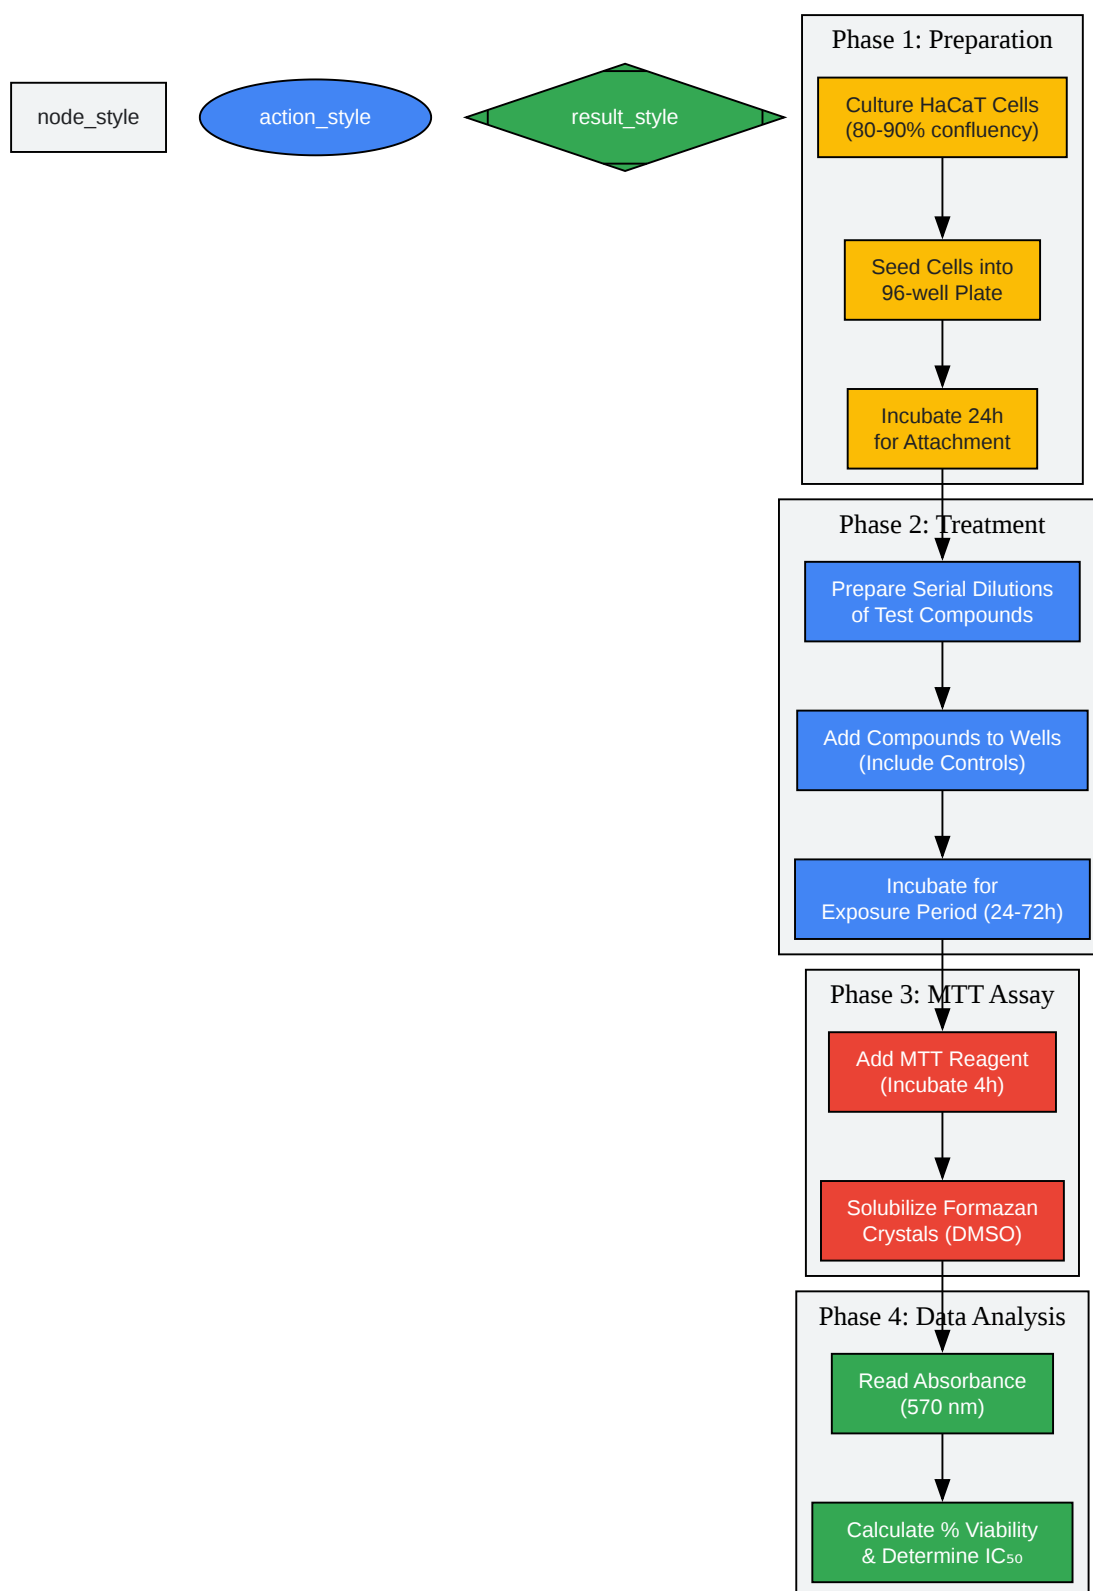 node_style
action_style
result_style
Phase 1: Preparation
Culture HaCaT Cells
(80-90% confluency)
Seed Cells into
96-well Plate
Incubate 24h
for Attachment
Phase 2: Treatment
Prepare Serial Dilutions
of Test Compounds
Add Compounds to Wells
(Include Controls)
Incubate for
Exposure Period (24-72h)
Phase 3: MTT Assay
Add MTT Reagent
(Incubate 4h)
Solubilize Formazan
Crystals (DMSO)
Phase 4: Data Analysis
Read Absorbance
(570 nm)
Calculate % Viability
& Determine IC₅₀